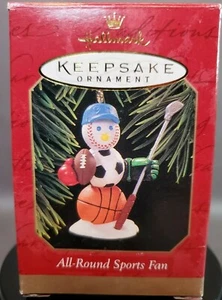 Hallmark
KEEPSAKE
ORNAMENT
All-Round Sports Fan